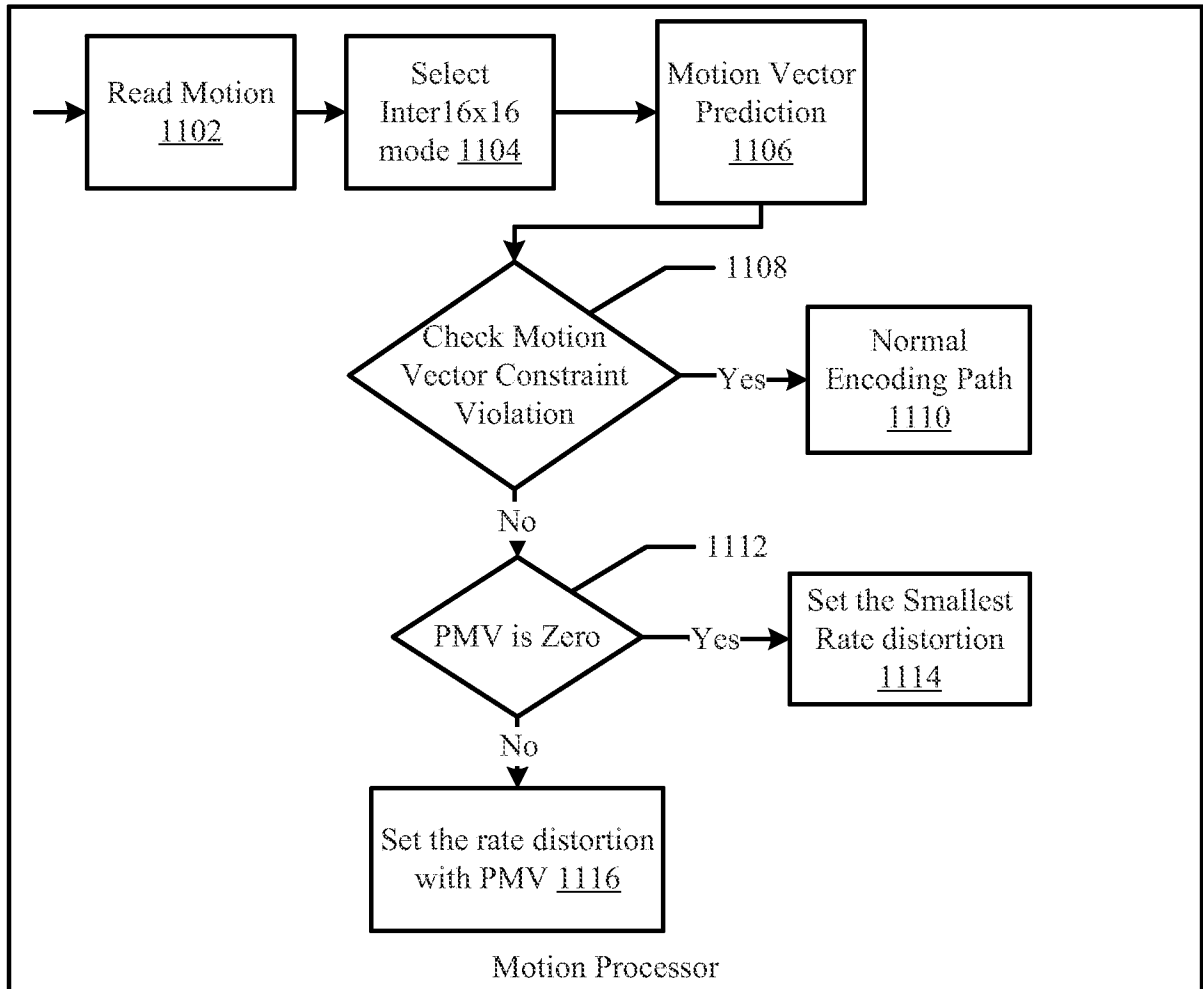 Read Motion
1102
Select
Inter16x16
mode 1104
Motion Vector
Prediction
1106
1108
Check Motion
Vector Constraint
Violation
Yes
Normal
Encoding Path
1110
No
1112
PMV is Zero
Yes
Set the Smallest
Rate distortion
1114
No
Set the rate distortion
with PMV 1116
Motion Processor